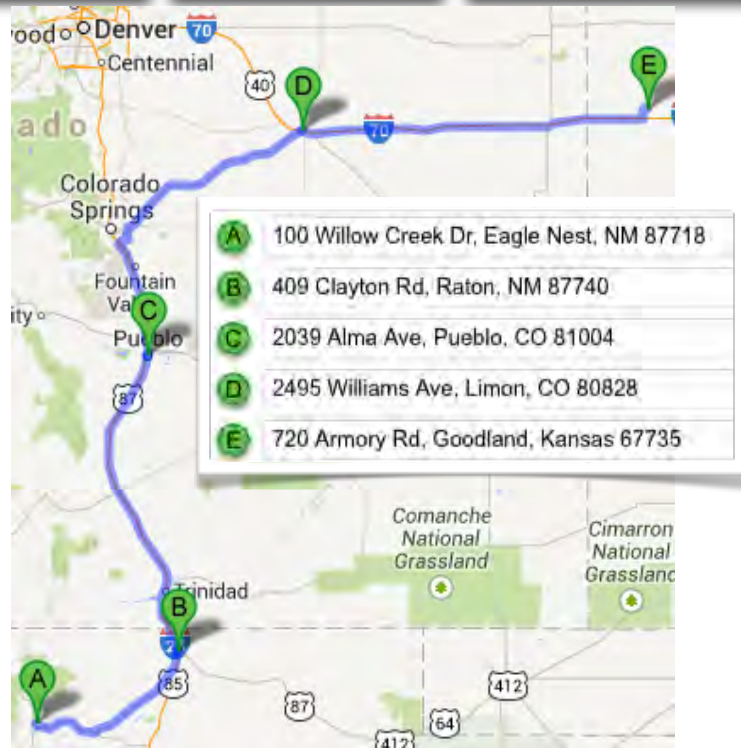 ood
Denver
70
Centennial
40
D
E
70
ado
Colorado
Springs
A 100 Willow Creek Dr, Eagle Nest, NM 87718
B 409 Clayton Rd, Raton, NM 87740
C 2039 Alma Ave, Pueblo, CO 81004
D 2495 Williams Ave, Limon, CO 80828
E 720 Armory Rd, Goodland, Kansas 67735
Fountain
C
ity
Pueblo
87
Comanche
National
Grassland
Cimarron
National
Grassland
Trinidad
B
A
85
87
412
64
412